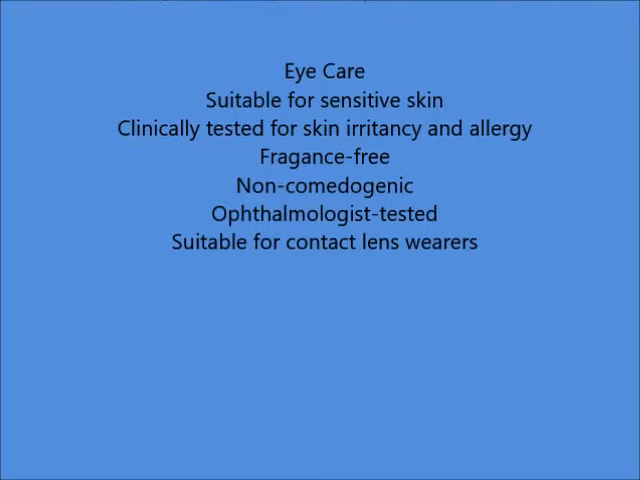 Eye Care
Suitable for sensitive skin
Clinically tested for skin irritancy and allergy
Fragance-free
Non-comedogenic
Ophthalmologist-tested
Suitable for contact lens wearers